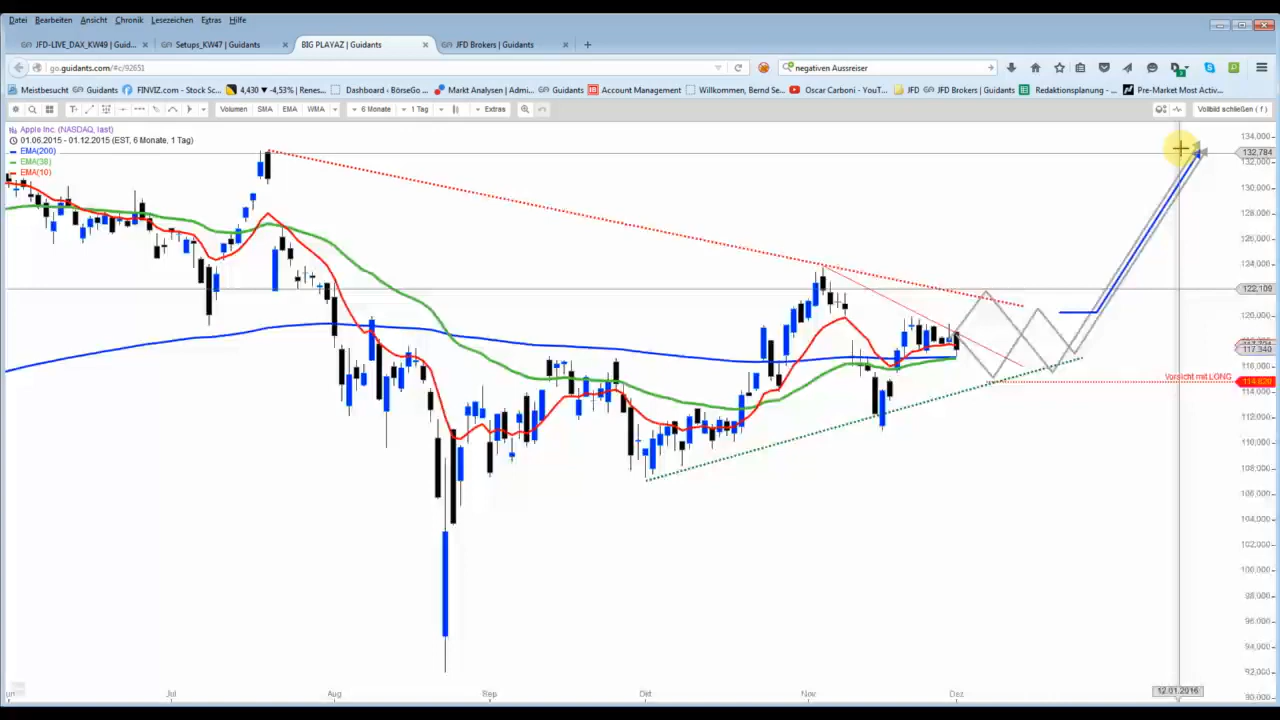 Datei Bearbeiten Ansicht Chronik Lesezeichen Extras Hilfe
JFD-LIVE_DAX_KW49 | Guid... Setups_KW47 | Guidants BIG PLAYAZ | Guidants JFD Brokers | Guidants
go.guidants.com/#c/92651 negativen Ausreiser
Meistbesucht Guidants FINVIZ.com - Stock Sc... 4,430 ▼ -4,53% | Renes... Dashboard ‹ BörseGo ... Markt Analysen | Admi... Guidants Account Management Willkommen, Bernd Se... Oscar Carboni - YouT... JFD JFD Brokers | Guidants Redaktionsplanung - ... Pre-Market Most Activ...
Volumen SMA EMA WMA 6 Monate 1 Tag Extras Vollbild schließen ( f )
Apple Inc. (NASDAQ, last)
01.06.2015 - 01.12.2015 (EST, 6 Monate, 1 Tag)
EMA(200)
EMA(38)
EMA(10)
134,000
132,784
132,000
130,000
128,000
126,000
124,000
122,109
120,000
118,000
117,340
116,000
Vorsicht mit LONG
114,820
114,000
112,000
110,000
108,000
106,000
104,000
102,000
100,000
98,000
96,000
94,000
92,000
90,000
Jul Aug Sep Okt Nov Dez 12.01.2016